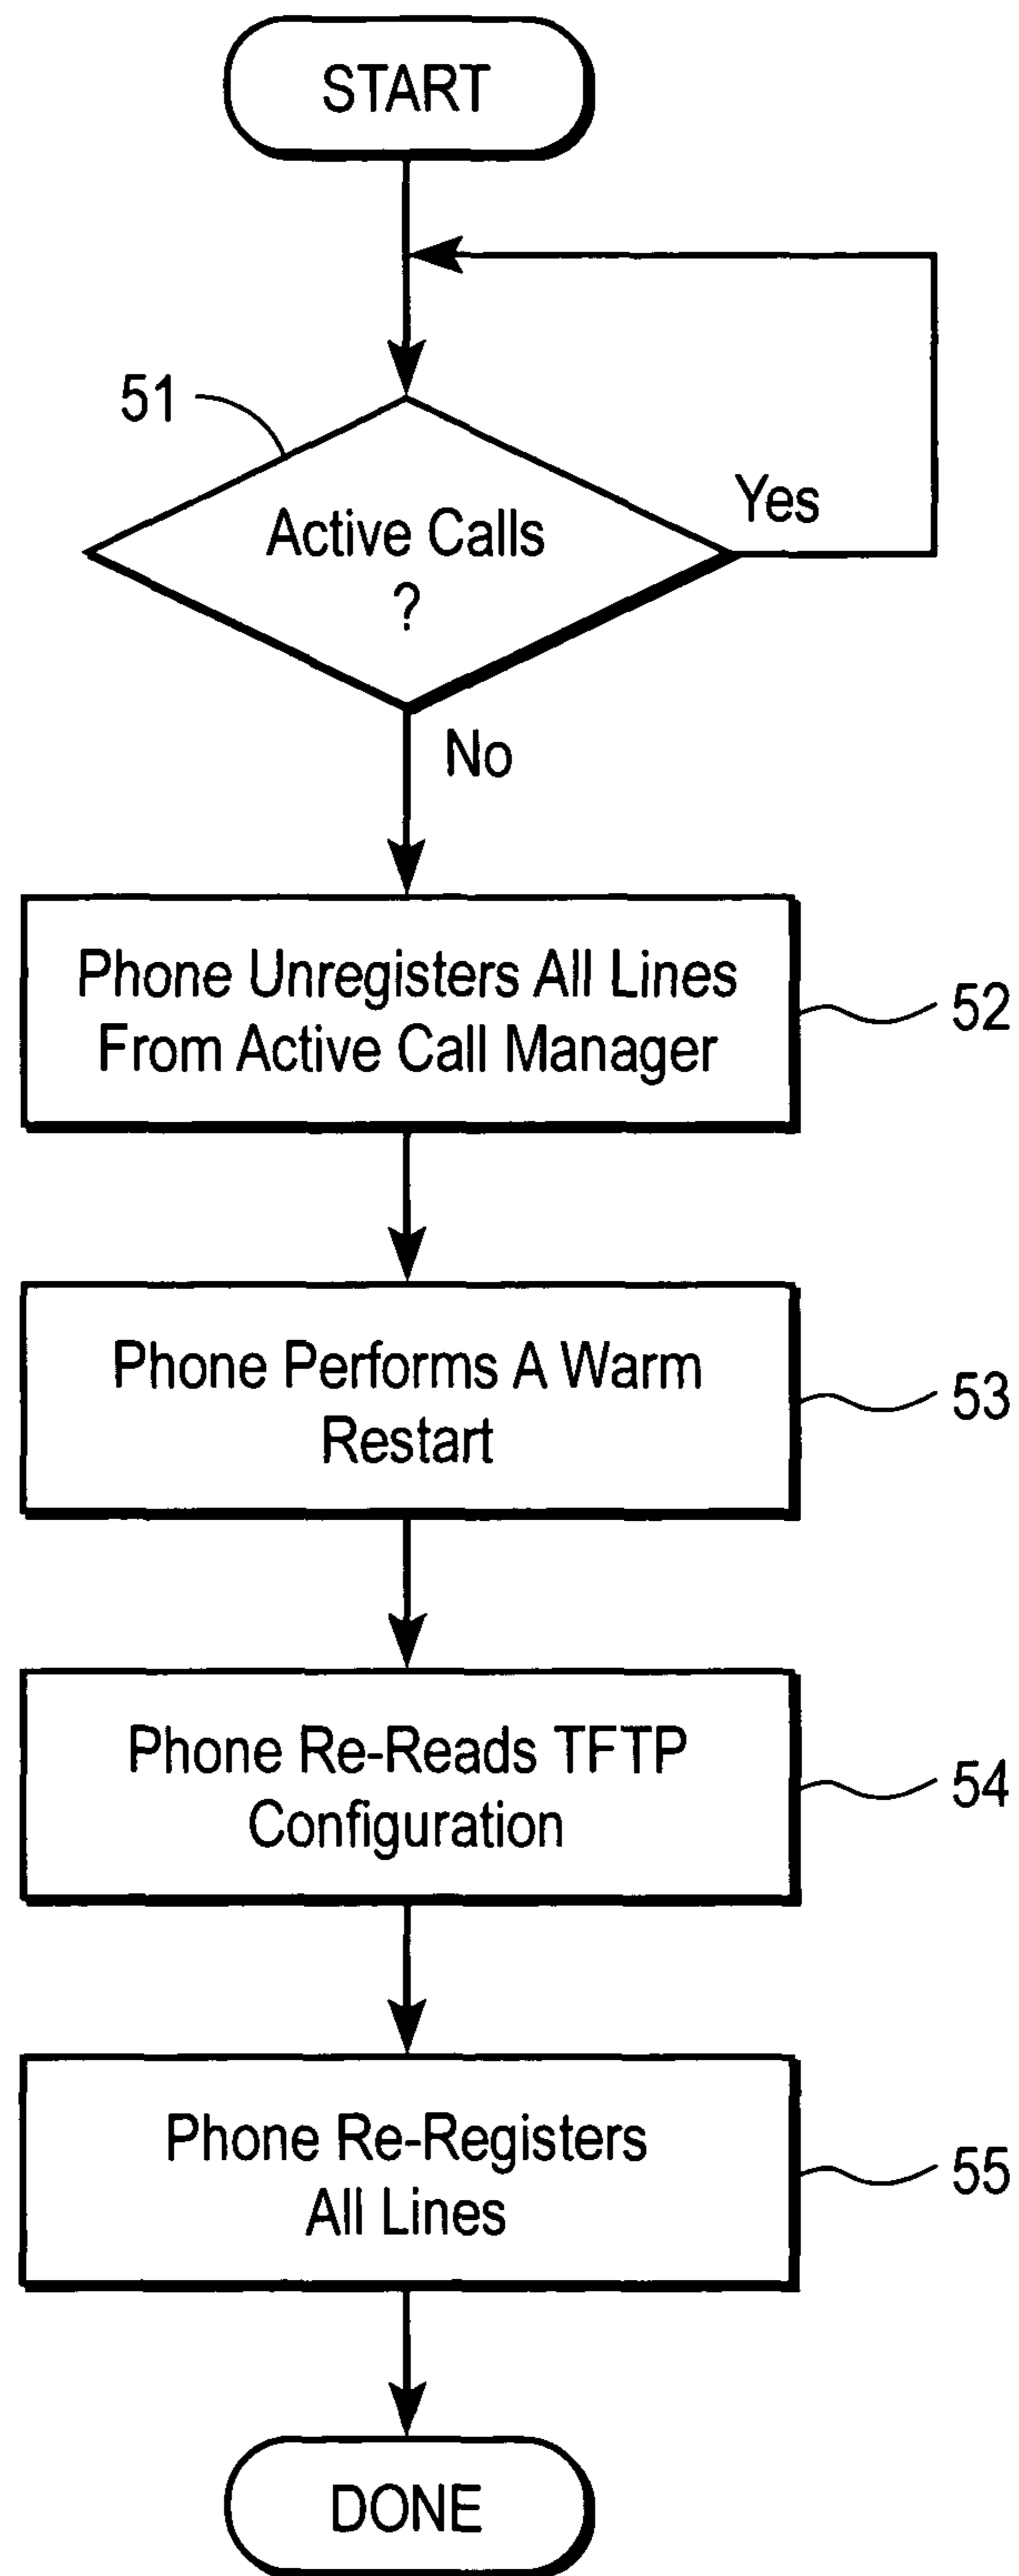 START
51
Active Calls
?
Yes
No
Phone Unregisters All Lines
From Active Call Manager
52
Phone Performs A Warm
Restart
53
Phone Re-Reads TFTP
Configuration
54
Phone Re-Registers
All Lines
55
DONE